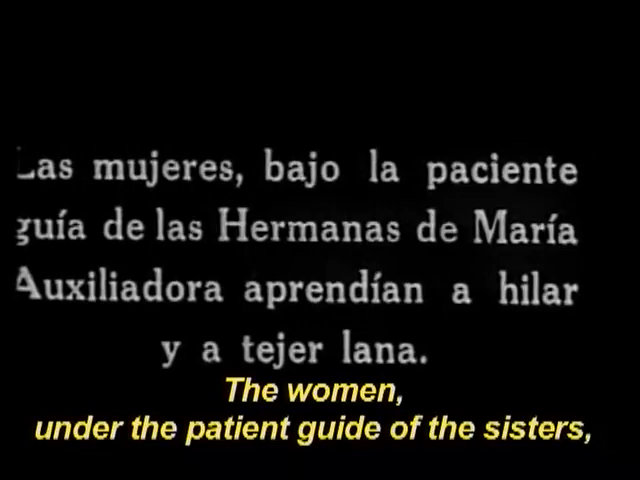 Las mujeres, bajo la paciente
guía de las Hermanas de María
Auxiliadora aprendían a hilar
y a tejer lana.
The women,
under the patient guide of the sisters,